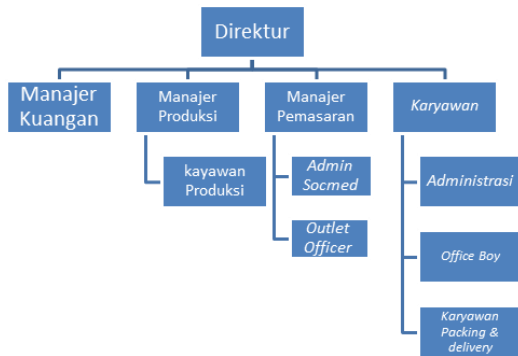 Direktur
Manajer
Kuangan
Manajer
Produksi
Manajer
Pemasaran
Karyawan
kayawan
Produksi
Admin
Socmed
Outlet
Officer
Administrasi
Office Boy
Karyawan
Packing &
delivery